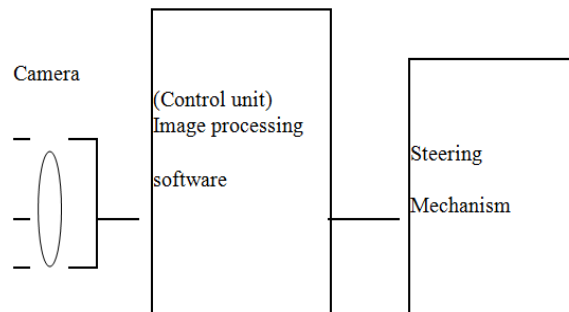 Camera
(Control unit)
Image processing
software
Steering
Mechanism